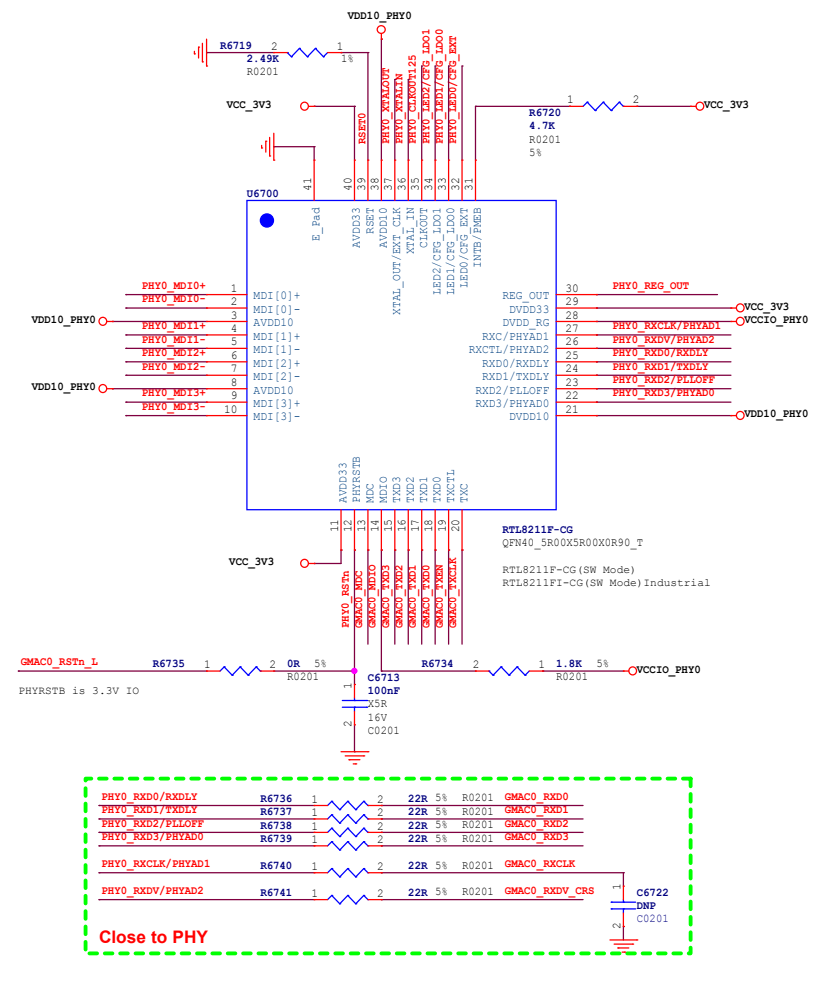 VDD10_PHY0
R6719 2 1
2.49K 1%
R0201
VCC_3V3
RSET0
PHY0_XTALOUT
PHY0_XTALIN
PHY0_CLKOUT125
PHY0_LED2/CFG_LDO1
PHY0_LED1/CFG_LDO0
PHY0_LED0/CFG_EXT
1 2 VCC_3V3
R6720
4.7K
R0201
5%
41 40 39 38 37 36 35 34 33 32 31
U6700
E_Pad
AVDD33
RSET
AVDD10
XTAL_OUT/EXT_CLK
XTAL_IN
CLKOUT
LED2/CFG_LDO1
LED1/CFG_LDO0
LED0/CFG_EXT
INTB/PMEB
PHY0_MDI0+ 1 MDI[0]+
PHY0_MDI0- 2 MDI[0]-
VDD10_PHY0 3 AVDD10
PHY0_MDI1+ 4 MDI[1]+
PHY0_MDI1- 5 MDI[1]-
PHY0_MDI2+ 6 MDI[2]+
PHY0_MDI2- 7 MDI[2]-
VDD10_PHY0 8 AVDD10
PHY0_MDI3+ 9 MDI[3]+
PHY0_MDI3- 10 MDI[3]-
REG_OUT 30 PHY0_REG_OUT
DVDD33 29 VCC_3V3
DVDD_RG 28 VCCIO_PHY0
RXC/PHYAD1 27 PHY0_RXCLK/PHYAD1
RXCTL/PHYAD2 26 PHY0_RXDV/PHYAD2
RXD0/RXDLY 25 PHY0_RXD0/RXDLY
RXD1/TXDLY 24 PHY0_RXD1/TXDLY
RXD2/PLLOFF 23 PHY0_RXD2/PLLOFF
RXD3/PHYAD0 22 PHY0_RXD3/PHYAD0
DVDD10 21 VDD10_PHY0
AVDD33
PHYRSTB
MDC
MDIO
TXD3
TXD2
TXD1
TXD0
TXCTL
TXC
11 12 13 14 15 16 17 18 19 20
RTL8211F-CG
QFN40_5R00X5R00X0R90_T
RTL8211F-CG(SW Mode)
RTL8211FI-CG(SW Mode)Industrial
VCC_3V3
PHY0_RSTn
GMAC0_MDC
GMAC0_MDIO
GMAC0_TXD3
GMAC0_TXD2
GMAC0_TXD1
GMAC0_TXD0
GMAC0_TXEN
GMAC0_TXCLK
GMAC0_RSTn_L R6735 1 2 0R 5%
R0201
PHYRSTB is 3.3V IO
R6734 2 1 1.8K 5% VCCIO_PHY0
R0201
1 C6713
100nF
X5R
2 16V
C0201
PHY0_RXD0/RXDLY R6736 1 2 22R 5% R0201 GMAC0_RXD0
PHY0_RXD1/TXDLY R6737 1 2 22R 5% R0201 GMAC0_RXD1
PHY0_RXD2/PLLOFF R6738 1 2 22R 5% R0201 GMAC0_RXD2
PHY0_RXD3/PHYAD0 R6739 1 2 22R 5% R0201 GMAC0_RXD3
PHY0_RXCLK/PHYAD1 R6740 1 2 22R 5% R0201 GMAC0_RXCLK
PHY0_RXDV/PHYAD2 R6741 1 2 22R 5% R0201 GMAC0_RXDV_CRS
1 C6722
DNP
2 C0201
Close to PHY